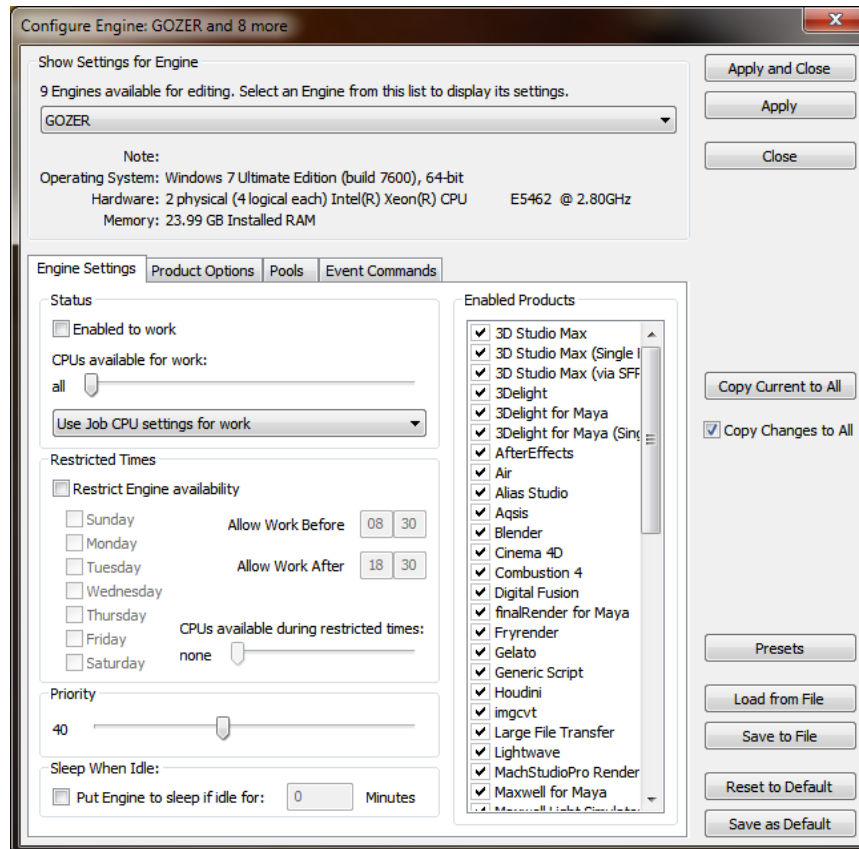 Configure Engine: GOZER and 8 more
Show Settings for Engine
9 Engines available for editing. Select an Engine from this list to display its settings.
GOZER
Note:
Operating System: Windows 7 Ultimate Edition (build 7600), 64-bit
Hardware: 2 physical (4 logical each) Intel(R) Xeon(R) CPU E5462 @ 2.80GHz
Memory: 23.99 GB Installed RAM
Apply and Close
Apply
Close
Engine Settings Product Options Pools Event Commands
Status
Enabled to work
CPUs available for work:
all
Use Job CPU settings for work
Restricted Times
Restrict Engine availability
Sunday
Monday
Tuesday
Wednesday
Thursday
Friday
Saturday
Allow Work Before 08 30
Allow Work After 18 30
CPUs available during restricted times:
none
Priority
40
Sleep When Idle:
Put Engine to sleep if idle for: 0 Minutes
Enabled Products
3D Studio Max
3D Studio Max (Single
3D Studio Max (via SFF
3Delight
3Delight for Maya
3Delight for Maya (Sing
AfterEffects
Air
Alias Studio
Aqsis
Blender
Cinema 4D
Combustion 4
Digital Fusion
finalRender for Maya
Fryrender
Gelato
Generic Script
Houdini
imgcvt
Large File Transfer
Lightwave
MachStudioPro Render
Maxwell for Maya
Maxwell Light Simulator
Copy Current to All
Copy Changes to All
Presets
Load from File
Save to File
Reset to Default
Save as Default